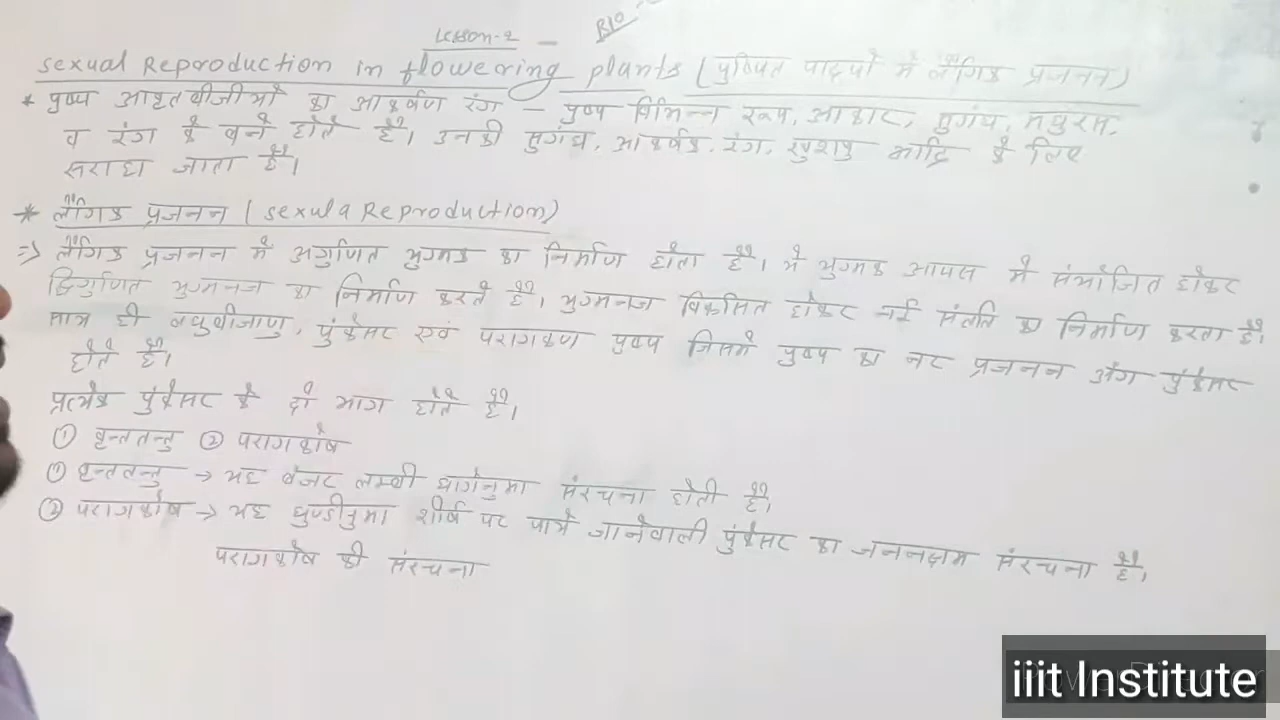 Lesson-2 - BIO
Sexual Reproduction in flowering plants (पुष्पित पादपों में लैंगिक प्रजनन)
* पुष्प आवृतबीजीओं का आकर्षण रंग - पुष्प विभिन्न रूप, आकार, सुगंध, मधुरस,
व रंग के बने होते हैं। उनकी सुगंध, आकर्षक रंग, खुशबु आदि के लिए
सराहा जाता है।
* लैंगिक प्रजनन (sexula Reproduction)
⇒ लैंगिक प्रजनन में अगुणित युग्मक का निर्माण होता है। ये युग्मक आपस में संयोजित होकर
द्विगुणित युग्मनज का निर्माण करते हैं। युग्मनज विकसित होकर नई संतति का निर्माण करता है।
मात्र ही लघुबीजाणु, पुंकेसर एवं परागकण पुष्प जिसमें पुष्प का नर प्रजनन अंग पुंकेसर
होते हैं।
प्रत्येक पुंकेसर के दो भाग होते हैं।
① वृन्ततन्तु ② परागकोष
① वृन्ततन्तु → यह बंजर लम्बी धागेनुमा संरचना होती है।
② परागकोष → यह घुण्डीनुमा शीर्ष पर पाये जानेवाली पुंकेसर का जननक्षम संरचना है।
परागकोष की संरचना
iiit Institute